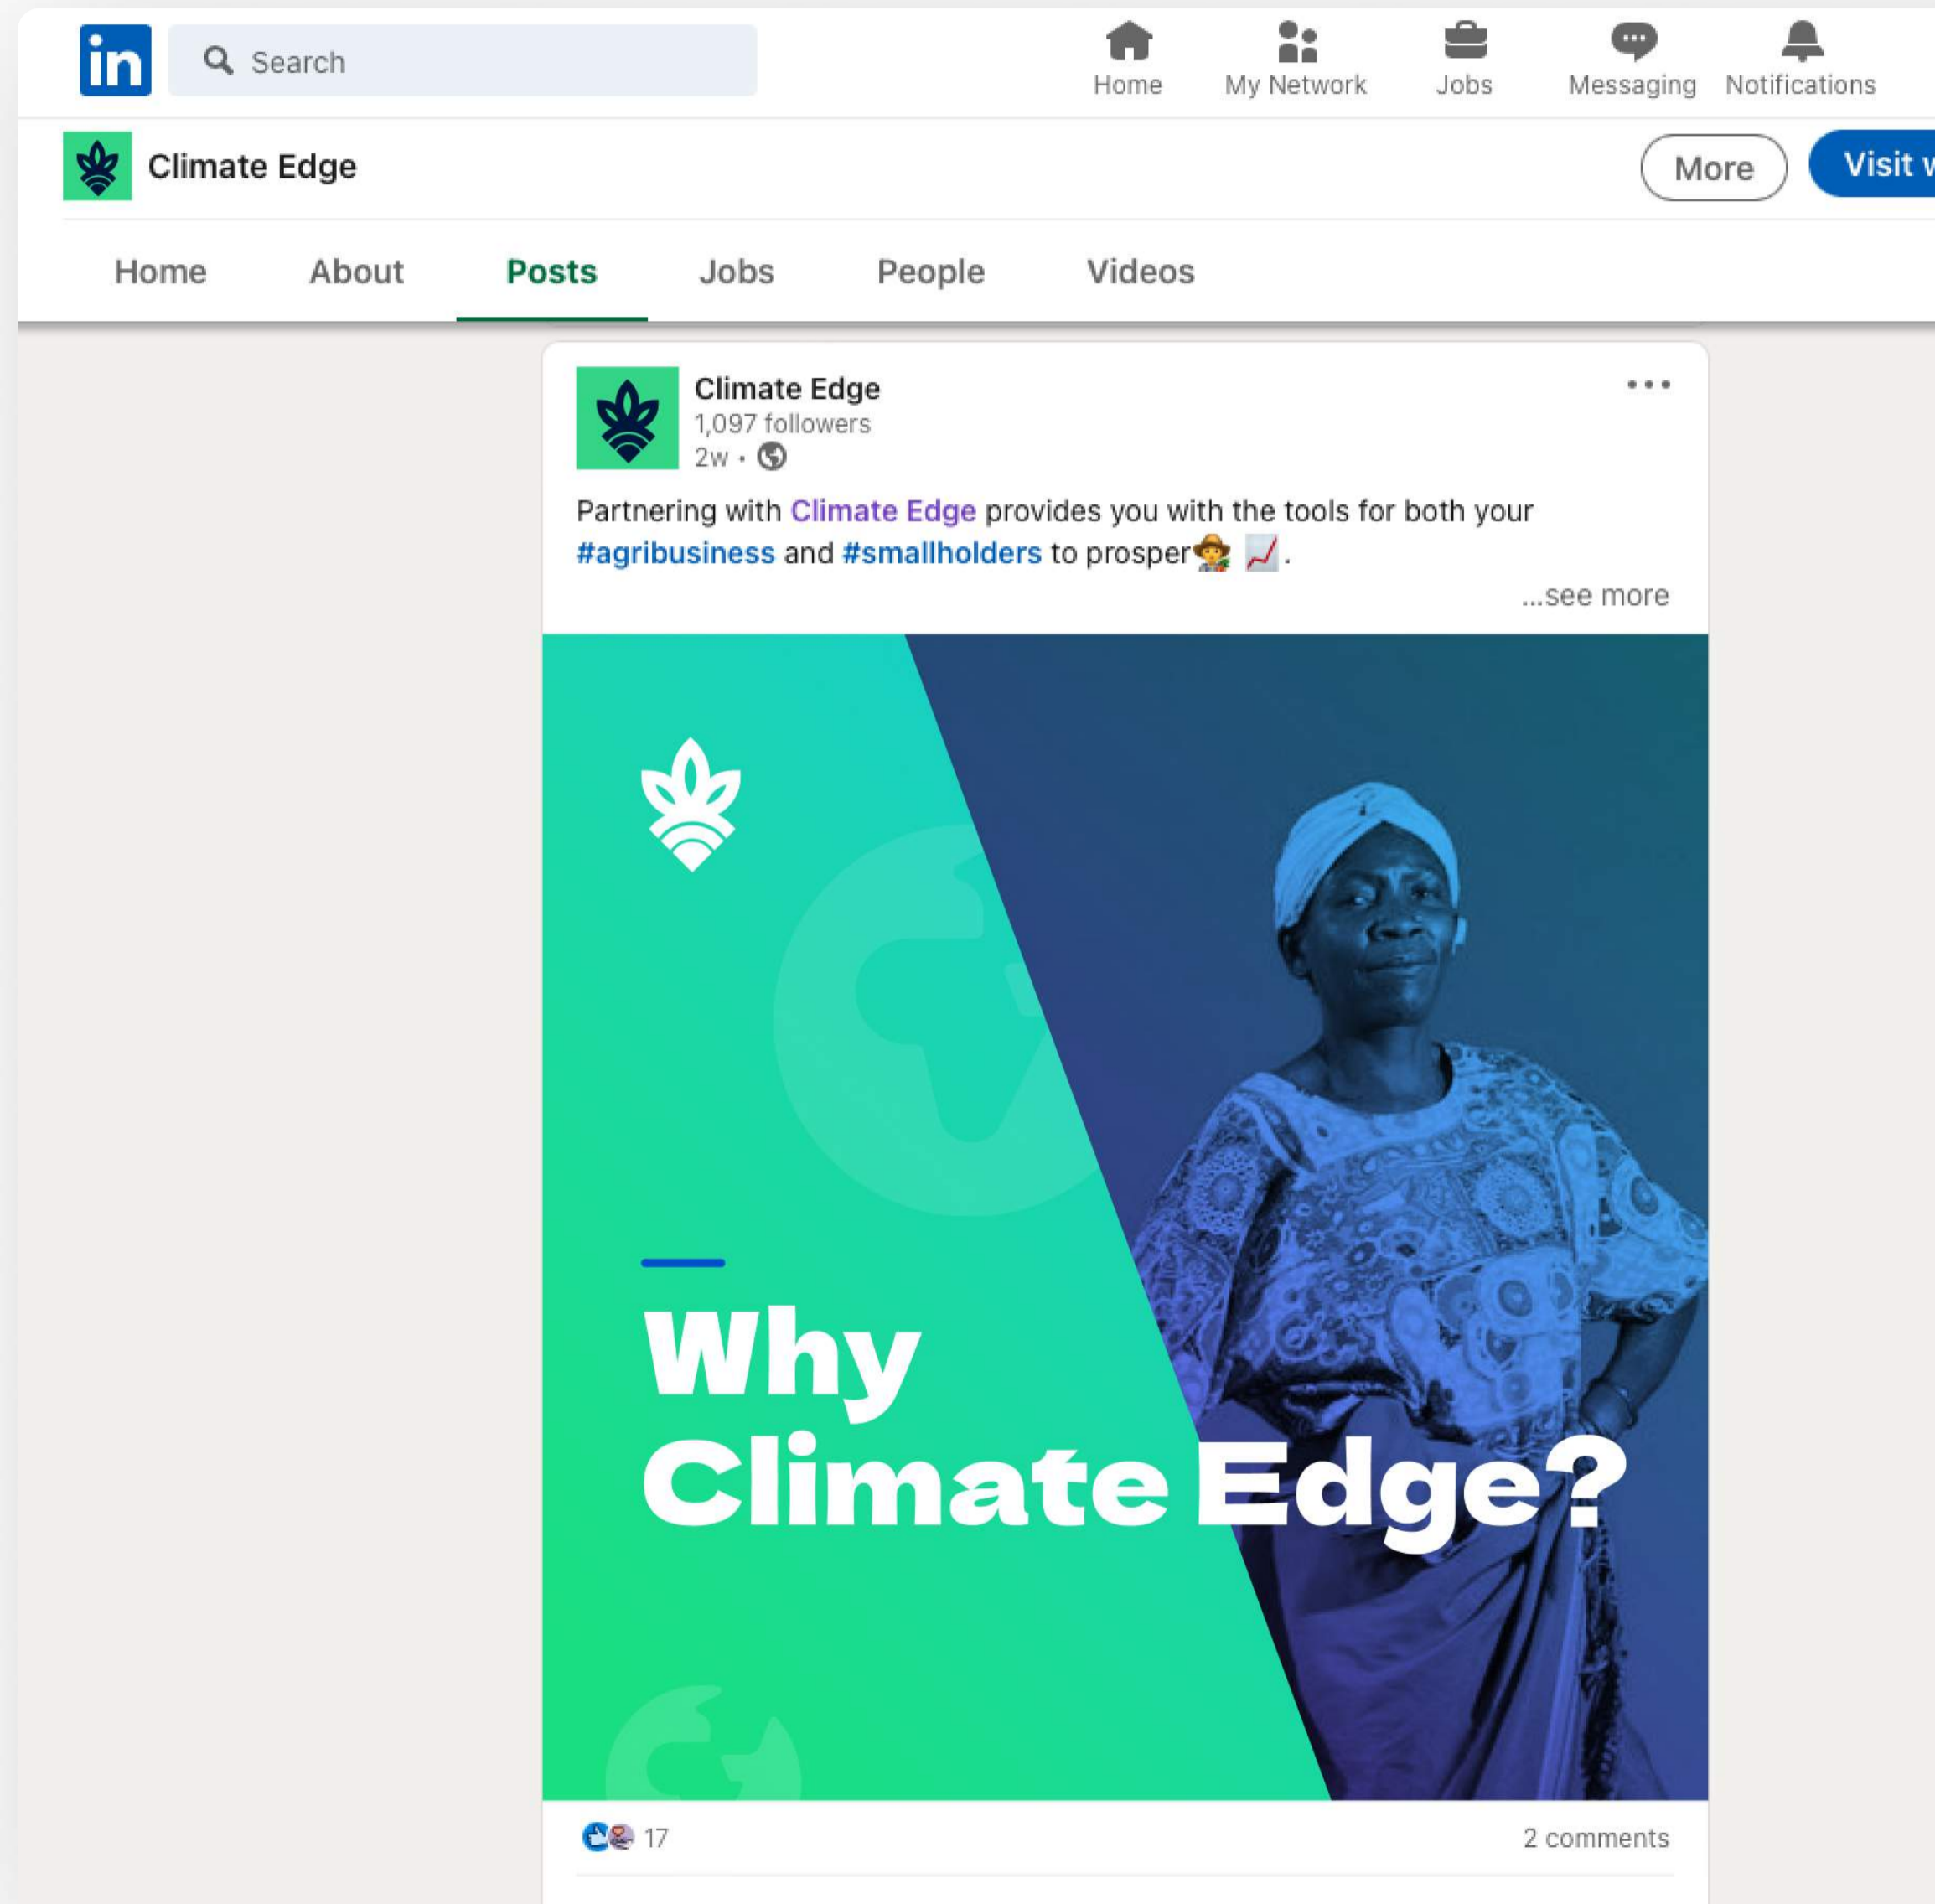 in Search
Home My Network Jobs Messaging Notifications
Climate Edge More Visit w
Home About Posts Jobs People Videos
Climate Edge
1,097 followers
2w •
Partnering with Climate Edge provides you with the tools for both your
#agribusiness and #smallholders to prosper🧑‍🌾 📈.
...see more
Why
Climate Edge?
17 2 comments